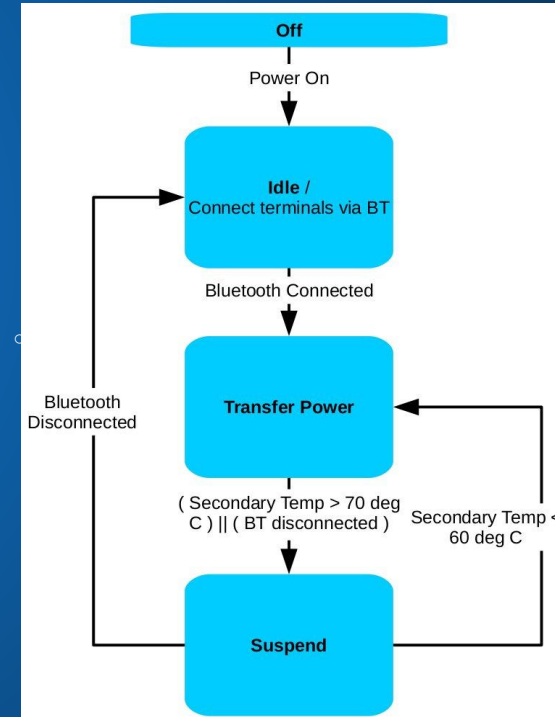 Off
Power On
Idle /
Connect terminals via BT
Bluetooth Connected
Transfer Power
Bluetooth
Disconnected
( Secondary Temp > 70 deg
C ) || ( BT disconnected )
Secondary Temp <
60 deg C
Suspend